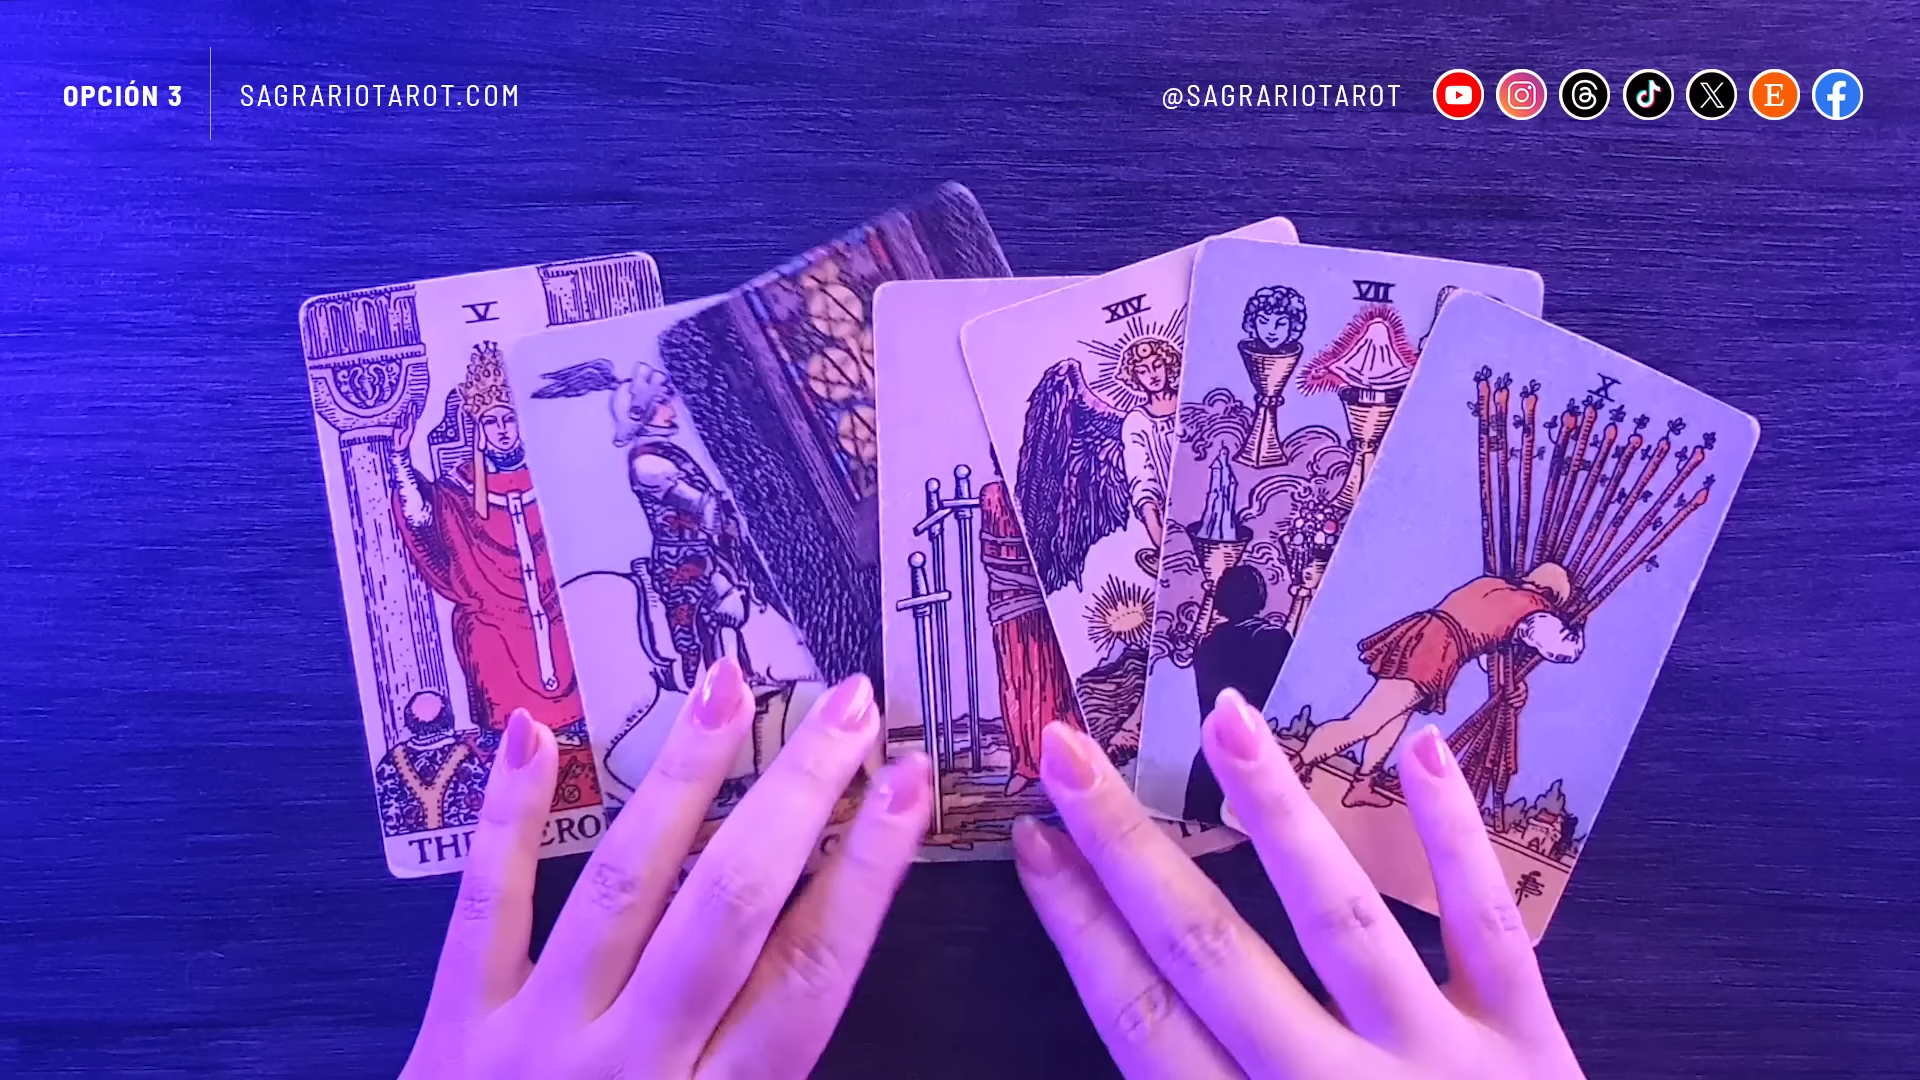 OPCIÓN 3
SAGRARIOTAROT.COM
@SAGRARIOTAROT
E
V
XIV
VII
X